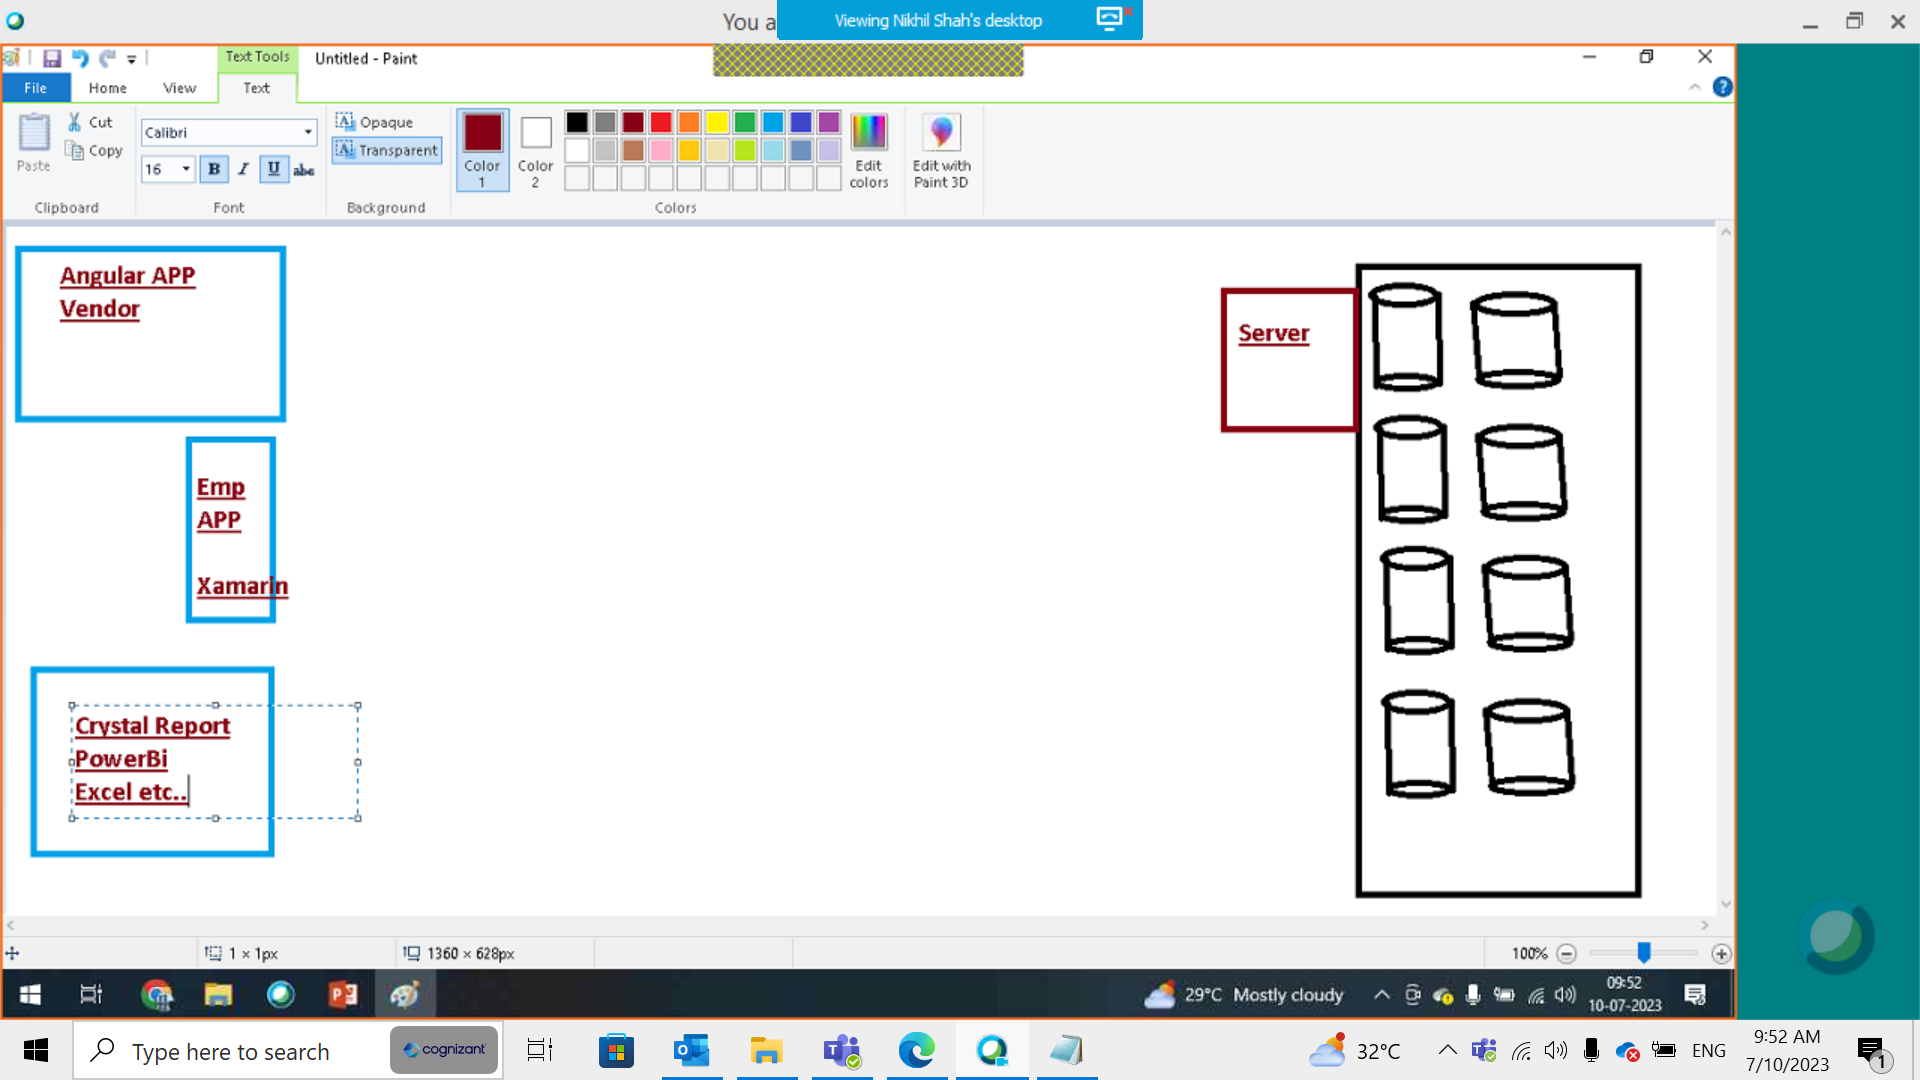 You a
Viewing Nikhil Shah's desktop
Text Tools
Untitled - Paint
File
Home
View
Text
Paste
Cut
Copy
Clipboard
Calibri
16
B I U abc
Font
Opaque
Transparent
Background
Color 1
Color 2
Edit colors
Colors
Edit with Paint 3D
Angular APP
Vendor
Emp
APP
Xamarin
Crystal Report
PowerBi
Excel etc..
Server
1 × 1px
1360 × 628px
100%
29°C Mostly cloudy
09:52
10-07-2023
Type here to search
cognizant
32°C
ENG
9:52 AM
7/10/2023
1